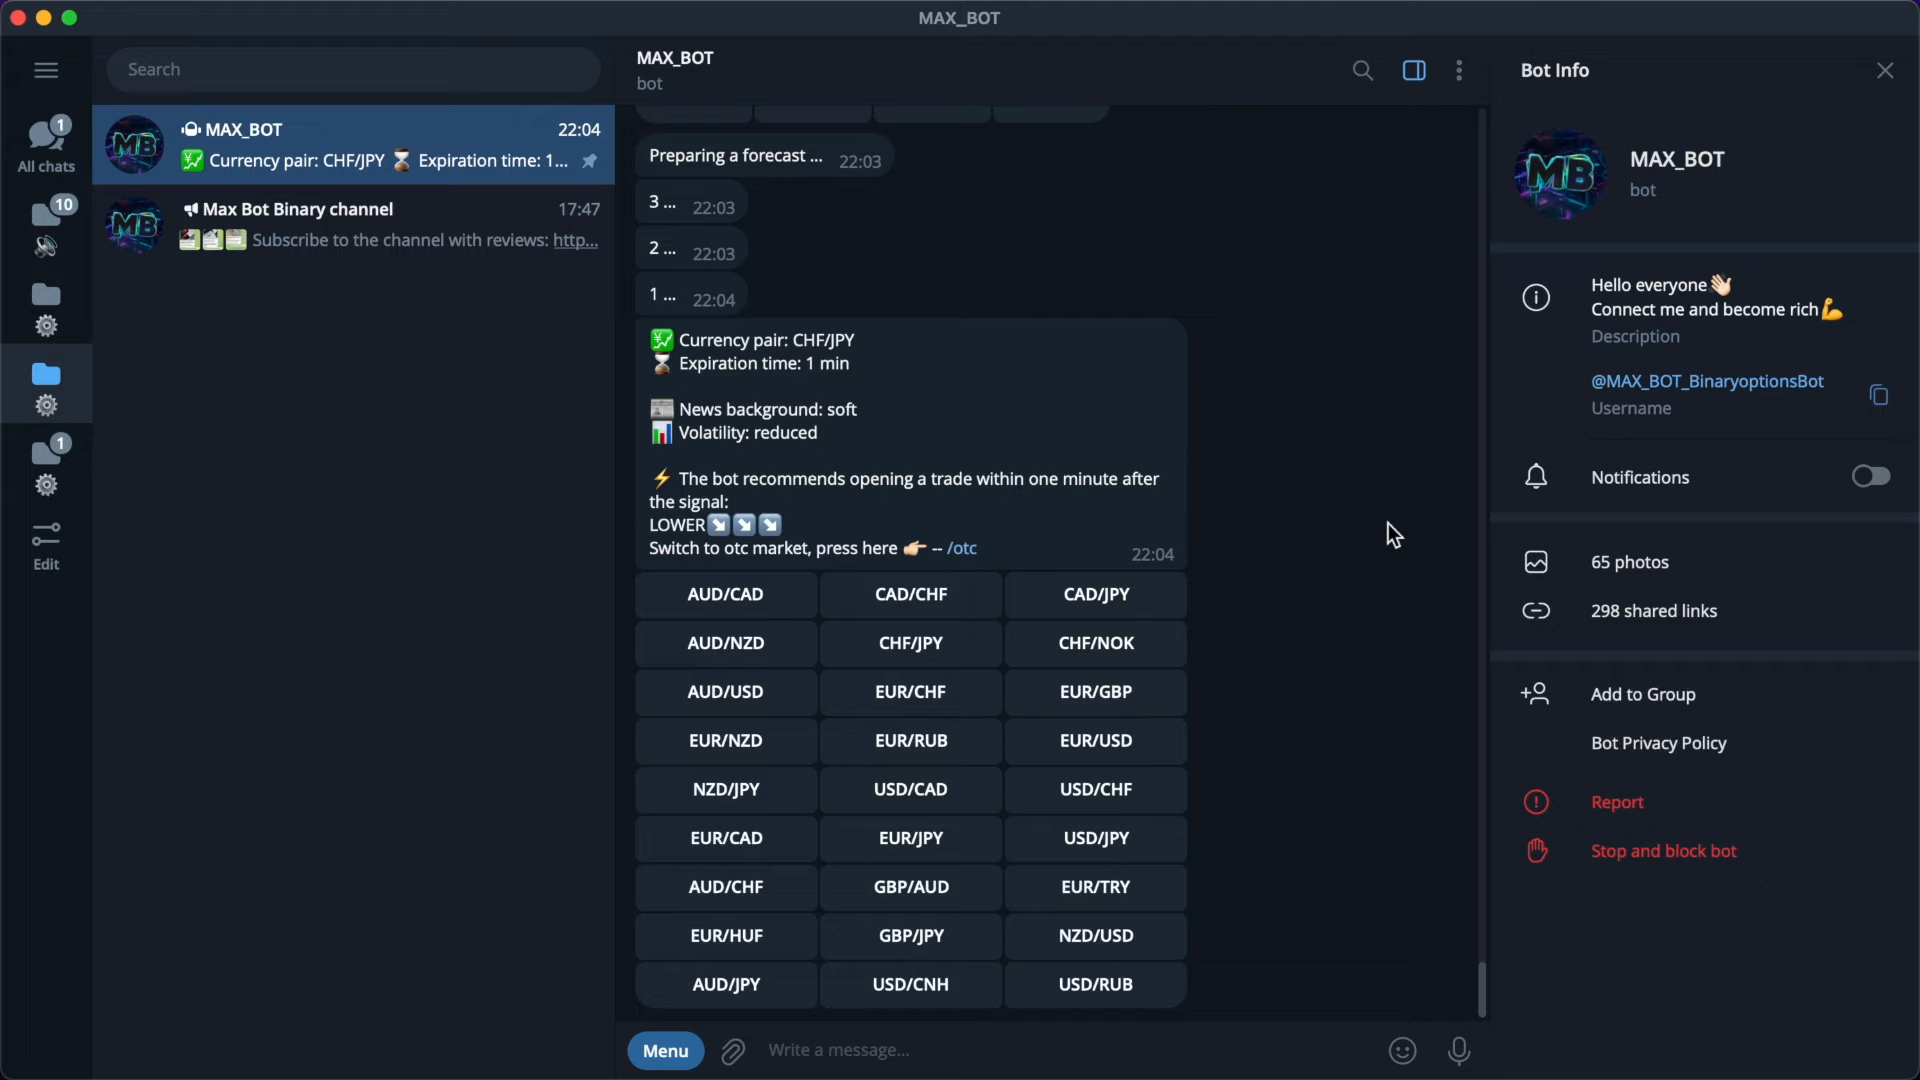 MAX_BOT
Search
All chats
1
10
1
Edit
MAX_BOT
22:04
Currency pair: CHF/JPY ⌛ Expiration time: 1...
Max Bot Binary channel
17:47
Subscribe to the channel with reviews: http...
MAX_BOT
bot
Preparing a forecast ... 22:03
3 ... 22:03
2 ... 22:03
1 ... 22:04
💹 Currency pair: CHF/JPY
⌛ Expiration time: 1 min
📰 News background: soft
📊 Volatility: reduced
⚡ The bot recommends opening a trade within one minute after
the signal:
LOWER↘️↘️↘️
Switch to otc market, press here 👉🏻 -- /otc
22:04
AUD/CAD CAD/CHF CAD/JPY
AUD/NZD CHF/JPY CHF/NOK
AUD/USD EUR/CHF EUR/GBP
EUR/NZD EUR/RUB EUR/USD
NZD/JPY USD/CAD USD/CHF
EUR/CAD EUR/JPY USD/JPY
AUD/CHF GBP/AUD EUR/TRY
EUR/HUF GBP/JPY NZD/USD
AUD/JPY USD/CNH USD/RUB
Menu
Write a message...
Bot Info
MB
MAX_BOT
bot
Hello everyone👋🏻
Connect me and become rich💪
Description
@MAX_BOT_BinaryoptionsBot
Username
Notifications
65 photos
298 shared links
Add to Group
Bot Privacy Policy
Report
Stop and block bot